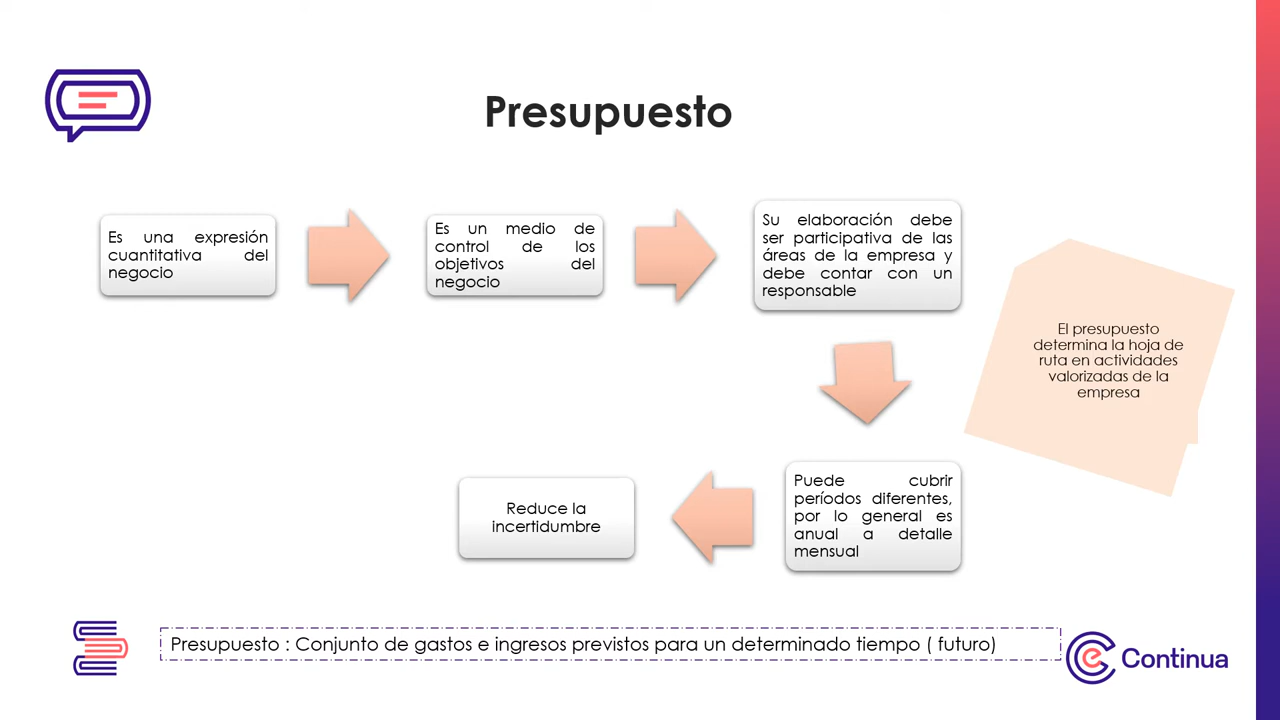 Presupuesto
Es una expresión
cuantitativa del
negocio
Es un medio de
control de los
objetivos del
negocio
Su elaboración debe
ser participativa de las
áreas de la empresa y
debe contar con un
responsable
El presupuesto
determina la hoja de
ruta en actividades
valorizadas de la
empresa
Puede cubrir
períodos diferentes,
por lo general es
anual a detalle
mensual
Reduce la
incertidumbre
Presupuesto : Conjunto de gastos e ingresos previstos para un determinado tiempo ( futuro)
Continua